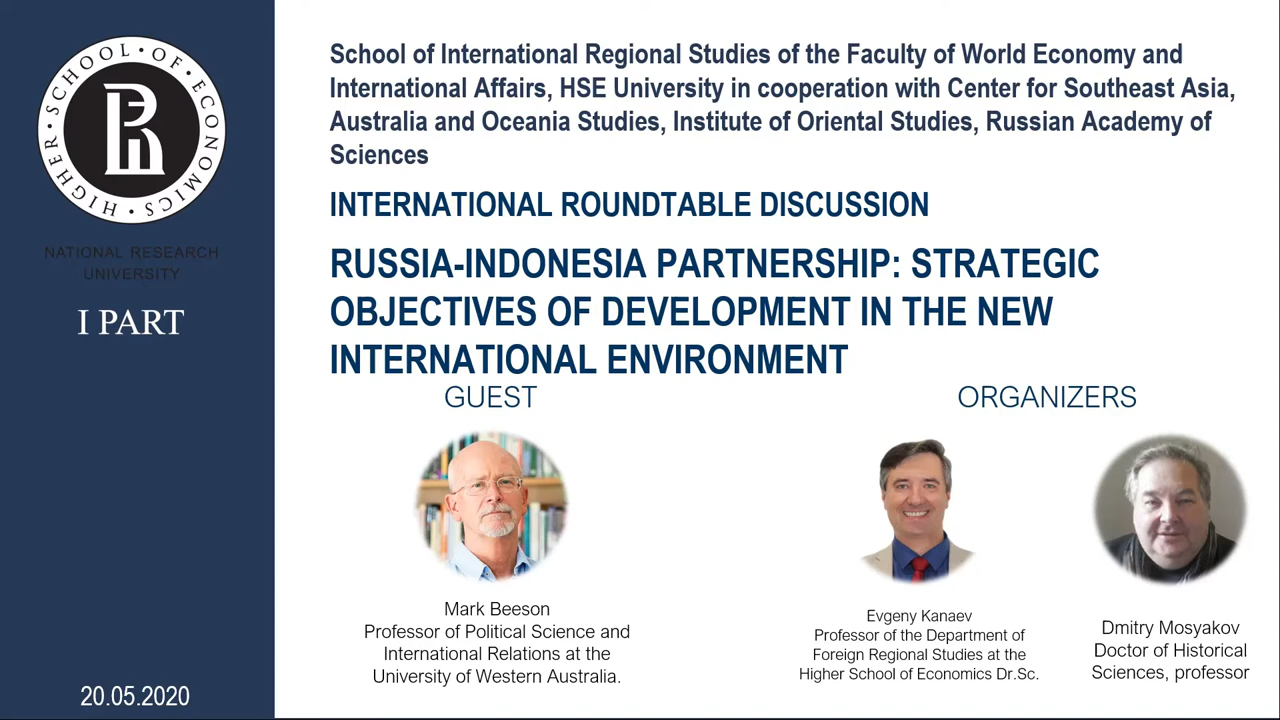 HIGHER · SCHOOL · OF · ECONOMICS ·
NATIONAL RESEARCH
UNIVERSITY
I PART
20.05.2020
School of International Regional Studies of the Faculty of World Economy and
International Affairs, HSE University in cooperation with Center for Southeast Asia,
Australia and Oceania Studies, Institute of Oriental Studies, Russian Academy of
Sciences
INTERNATIONAL ROUNDTABLE DISCUSSION
RUSSIA-INDONESIA PARTNERSHIP: STRATEGIC
OBJECTIVES OF DEVELOPMENT IN THE NEW
INTERNATIONAL ENVIRONMENT
GUEST
Mark Beeson
Professor of Political Science and
International Relations at the
University of Western Australia.
ORGANIZERS
Evgeny Kanaev
Professor of the Department of
Foreign Regional Studies at the
Higher School of Economics Dr.Sc.
Dmitry Mosyakov
Doctor of Historical
Sciences, professor